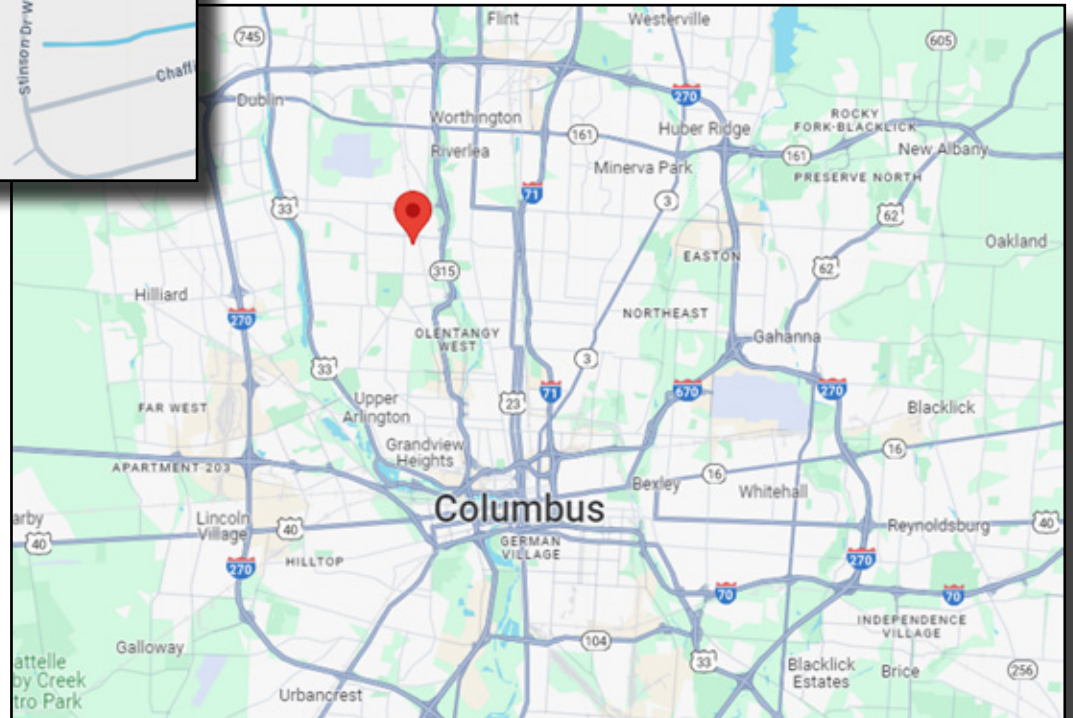 Stinson Dr W
Flint
Westerville
745
605
Chaff
270
Dublin
Worthington
ROCKY
FORK-BLACKLICK
161
Huber Ridge
New Albany
Riverlea
161
Minerva Park
PRESERVE NORTH
71
3
33
62
Oakland
EASTON
62
315
Hilliard
270
NORTHEAST
OLENTANGY
WEST
Gahanna
3
33
71
670
270
23
Upper
Arlington
FAR WEST
Blacklick
Grandview
Heights
16
APARTMENT 203
16
Bexley
Whitehall
Columbus
arby
Lincoln
Village
40
Reynoldsburg
40
40
GERMAN
VILLAGE
HILLTOP
270
270
70
70
INDEPENDENCE
VILLAGE
104
Galloway
33
attelle
by Creek
tro Park
Blacklick
Estates
Brice
256
Urbancrest